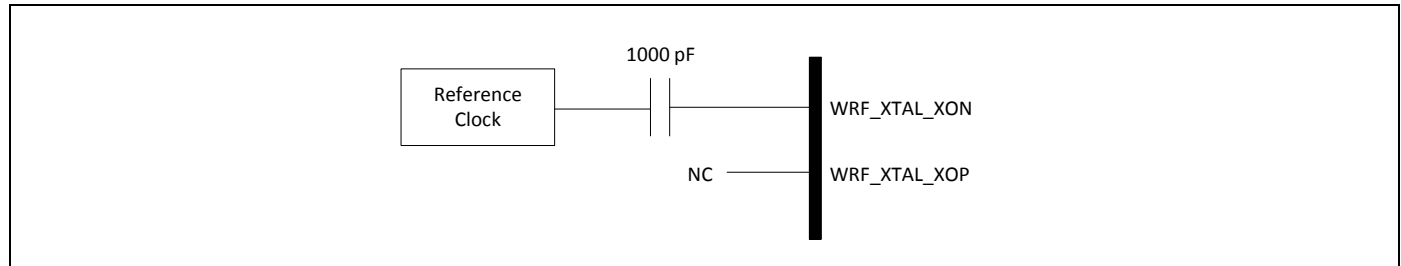 1000 pF
Reference
Clock
WRF_XTAL_XON
NC
WRF_XTAL_XOP